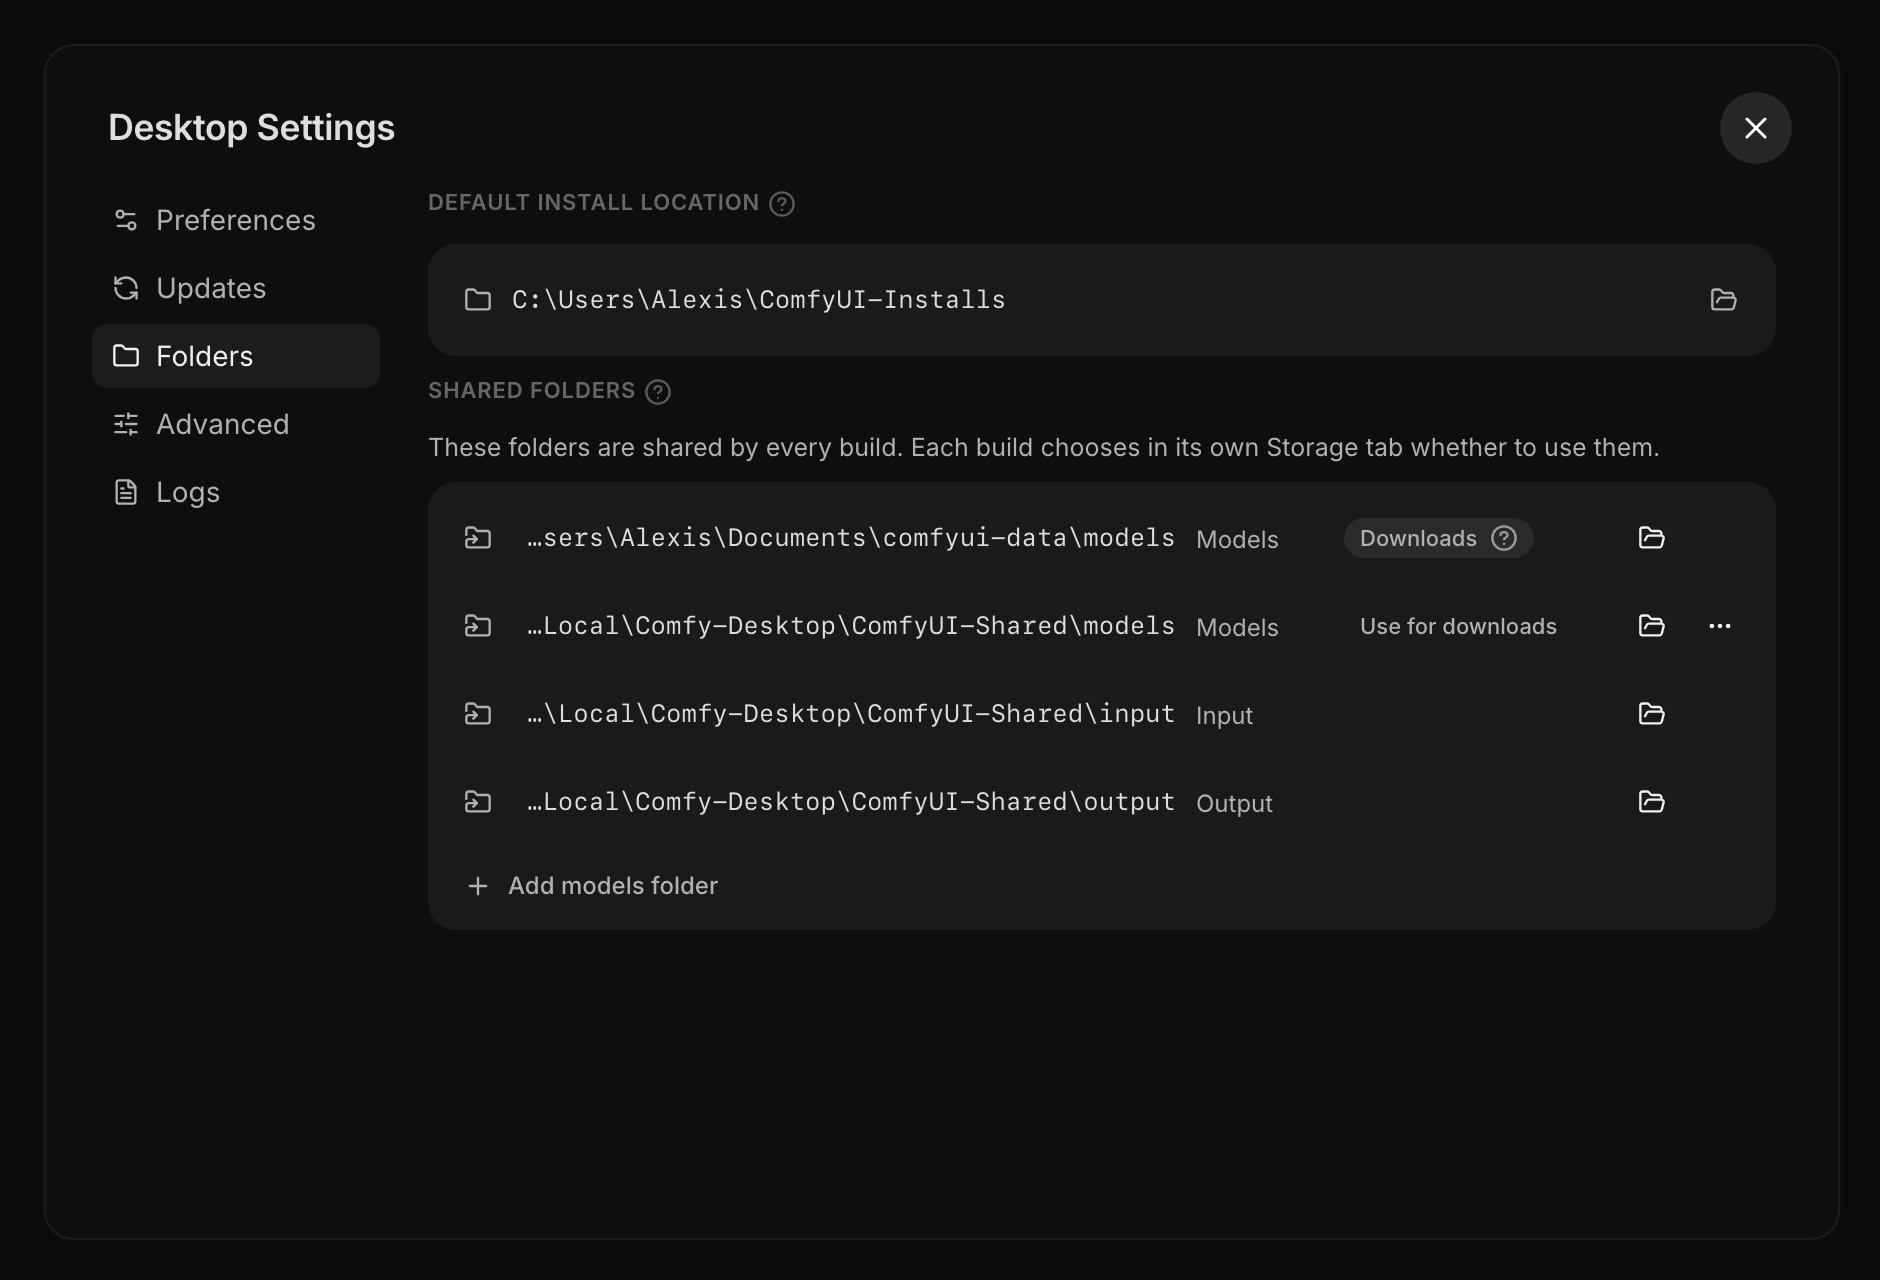 Desktop Settings
Preferences
Updates
Folders
Advanced
Logs
DEFAULT INSTALL LOCATION
C:\Users\Alexis\ComfyUI-Installs
SHARED FOLDERS
These folders are shared by every build. Each build chooses in its own Storage tab whether to use them.
…sers\Alexis\Documents\comfyui-data\models Models Downloads
…Local\Comfy-Desktop\ComfyUI-Shared\models Models Use for downloads
…\Local\Comfy-Desktop\ComfyUI-Shared\input Input
…Local\Comfy-Desktop\ComfyUI-Shared\output Output
Add models folder